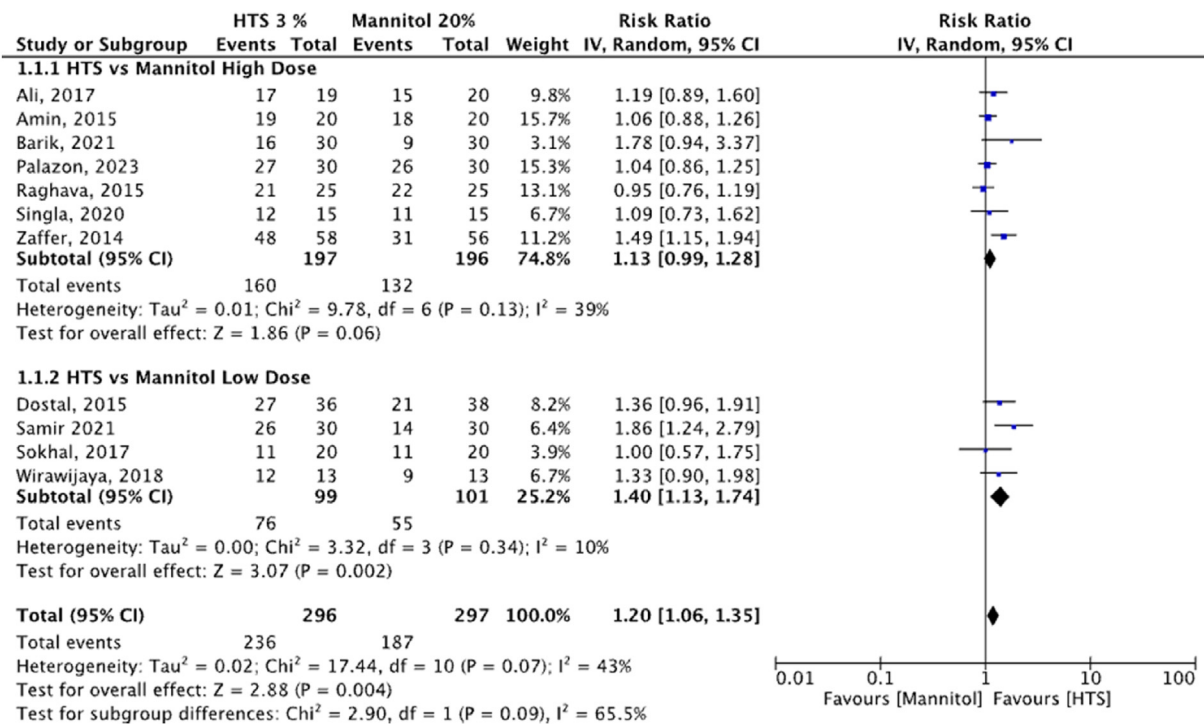 HTS 3 % Mannitol 20% Risk Ratio Risk Ratio
Study or Subgroup Events Total Events Total Weight IV, Random, 95% CI IV, Random, 95% CI
1.1.1 HTS vs Mannitol High Dose
Ali, 2017 17 19 15 20 9.8% 1.19 [0.89, 1.60]
Amin, 2015 19 20 18 20 15.7% 1.06 [0.88, 1.26]
Barik, 2021 16 30 9 30 3.1% 1.78 [0.94, 3.37]
Palazon, 2023 27 30 26 30 15.3% 1.04 [0.86, 1.25]
Raghava, 2015 21 25 22 25 13.1% 0.95 [0.76, 1.19]
Singla, 2020 12 15 11 15 6.7% 1.09 [0.73, 1.62]
Zaffer, 2014 48 58 31 56 11.2% 1.49 [1.15, 1.94]
Subtotal (95% CI) 197 196 74.8% 1.13 [0.99, 1.28]
Total events 160 132
Heterogeneity: Tau² = 0.01; Chi² = 9.78, df = 6 (P = 0.13); I² = 39%
Test for overall effect: Z = 1.86 (P = 0.06)
1.1.2 HTS vs Mannitol Low Dose
Dostal, 2015 27 36 21 38 8.2% 1.36 [0.96, 1.91]
Samir 2021 26 30 14 30 6.4% 1.86 [1.24, 2.79]
Sokhal, 2017 11 20 11 20 3.9% 1.00 [0.57, 1.75]
Wirawijaya, 2018 12 13 9 13 6.7% 1.33 [0.90, 1.98]
Subtotal (95% CI) 99 101 25.2% 1.40 [1.13, 1.74]
Total events 76 55
Heterogeneity: Tau² = 0.00; Chi² = 3.32, df = 3 (P = 0.34); I² = 10%
Test for overall effect: Z = 3.07 (P = 0.002)
Total (95% CI) 296 297 100.0% 1.20 [1.06, 1.35]
Total events 236 187
Heterogeneity: Tau² = 0.02; Chi² = 17.44, df = 10 (P = 0.07); I² = 43%
Test for overall effect: Z = 2.88 (P = 0.004)
Test for subgroup differences: Chi² = 2.90, df = 1 (P = 0.09), I² = 65.5%
0.01 0.1 1 10 100
Favours [Mannitol] Favours [HTS]